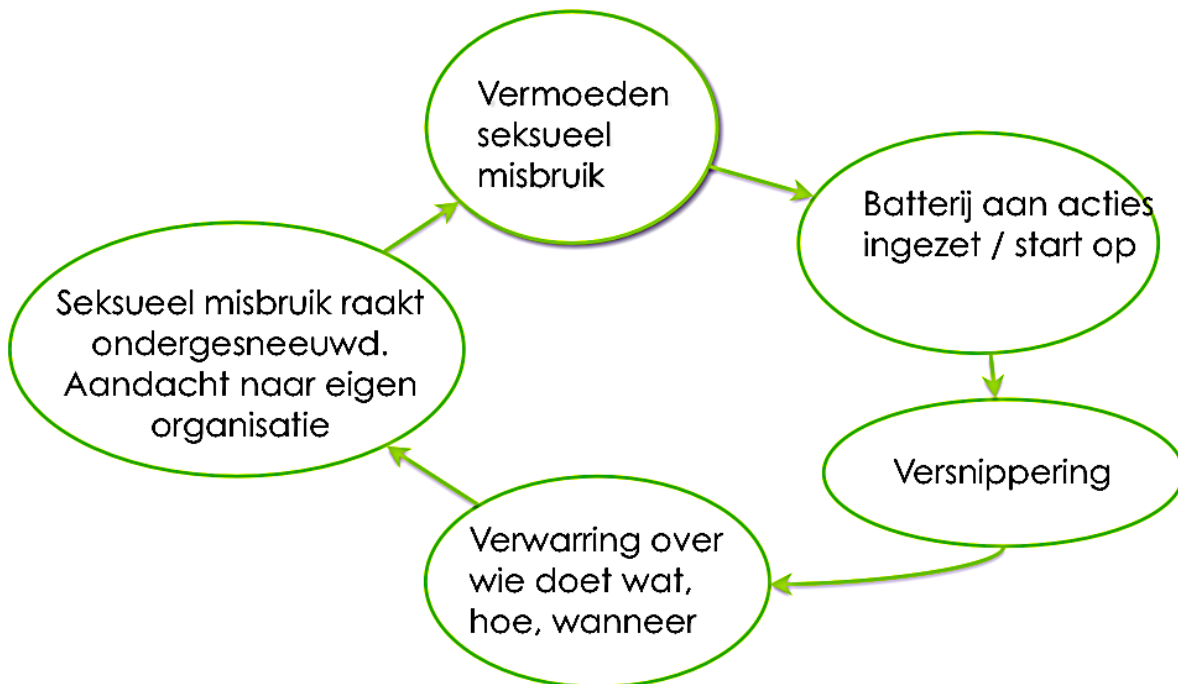 Vermoeden
seksueel
misbruik
Batterij aan acties
ingezet / start op
Versnippering
Verwarring over
wie doet wat,
hoe, wanneer
Seksueel misbruik raakt
ondergesneeuwd.
Aandacht naar eigen
organisatie